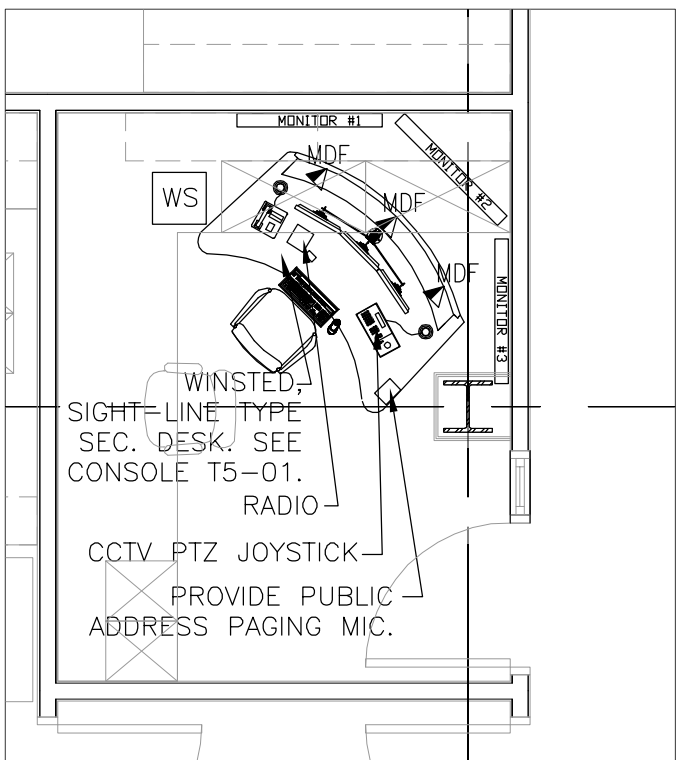 MONITOR #1
MONITOR #2
MDF
WS
MDF
MDF
MONITOR #3
WINSTED,
SIGHT-LINE TYPE
SEC. DESK. SEE
CONSOLE T5-01.
RADIO
CCTV PTZ JOYSTICK
PROVIDE PUBLIC
ADDRESS PAGING MIC.